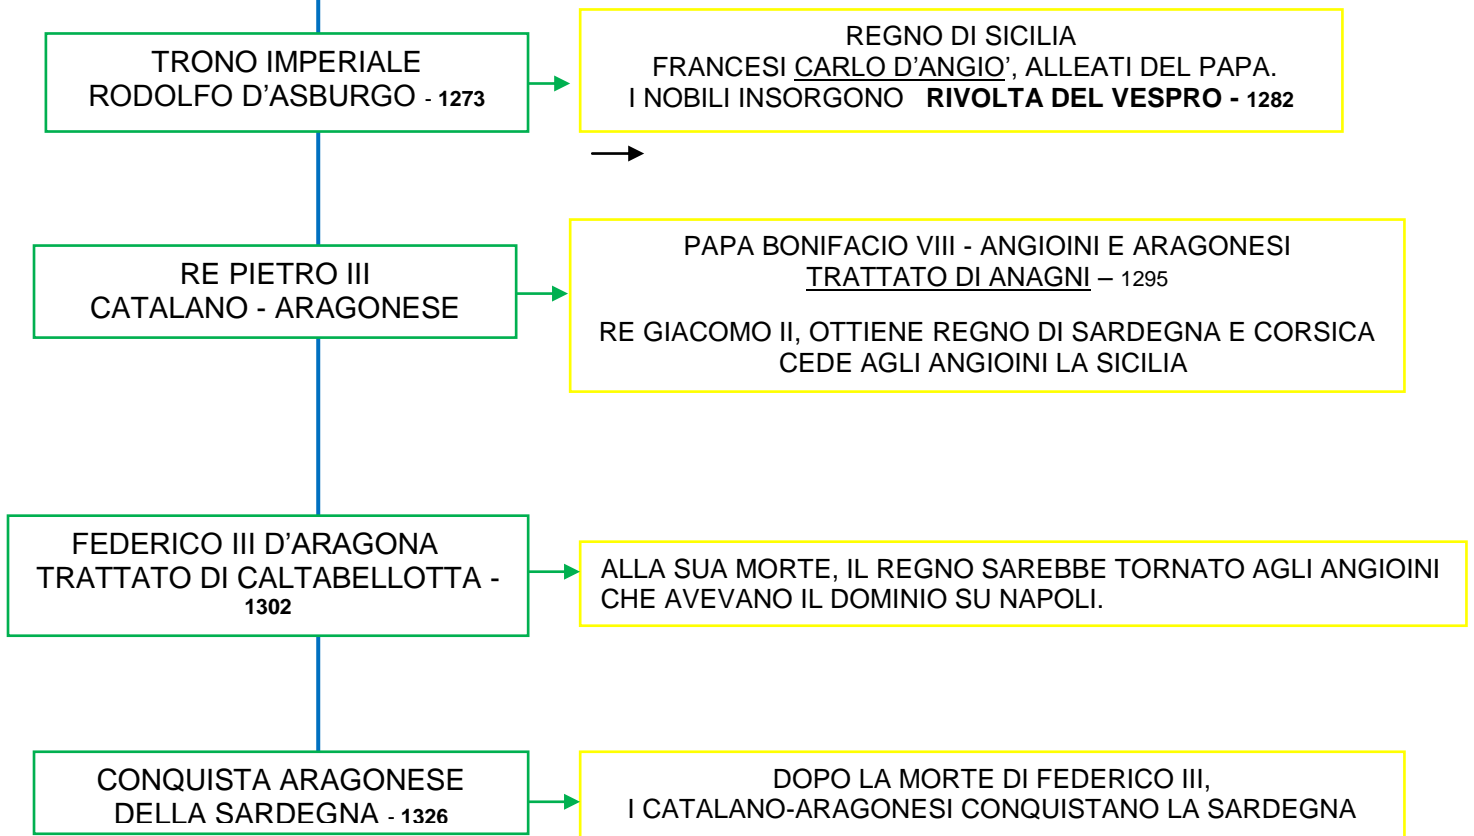 TRONO IMPERIALE
RODOLFO D'ASBURGO - 1273
REGNO DI SICILIA
FRANCESI CARLO D'ANGIO', ALLEATI DEL PAPA.
I NOBILI INSORGONO RIVOLTA DEL VESPRO - 1282
RE PIETRO III
CATALANO - ARAGONESE
PAPA BONIFACIO VIII - ANGIOINI E ARAGONESI
TRATTATO DI ANAGNI – 1295
RE GIACOMO II, OTTIENE REGNO DI SARDEGNA E CORSICA
CEDE AGLI ANGIOINI LA SICILIA
FEDERICO III D'ARAGONA
TRATTATO DI CALTABELLOTTA -
1302
ALLA SUA MORTE, IL REGNO SAREBBE TORNATO AGLI ANGIOINI
CHE AVEVANO IL DOMINIO SU NAPOLI.
CONQUISTA ARAGONESE
DELLA SARDEGNA - 1326
DOPO LA MORTE DI FEDERICO III,
I CATALANO-ARAGONESI CONQUISTANO LA SARDEGNA